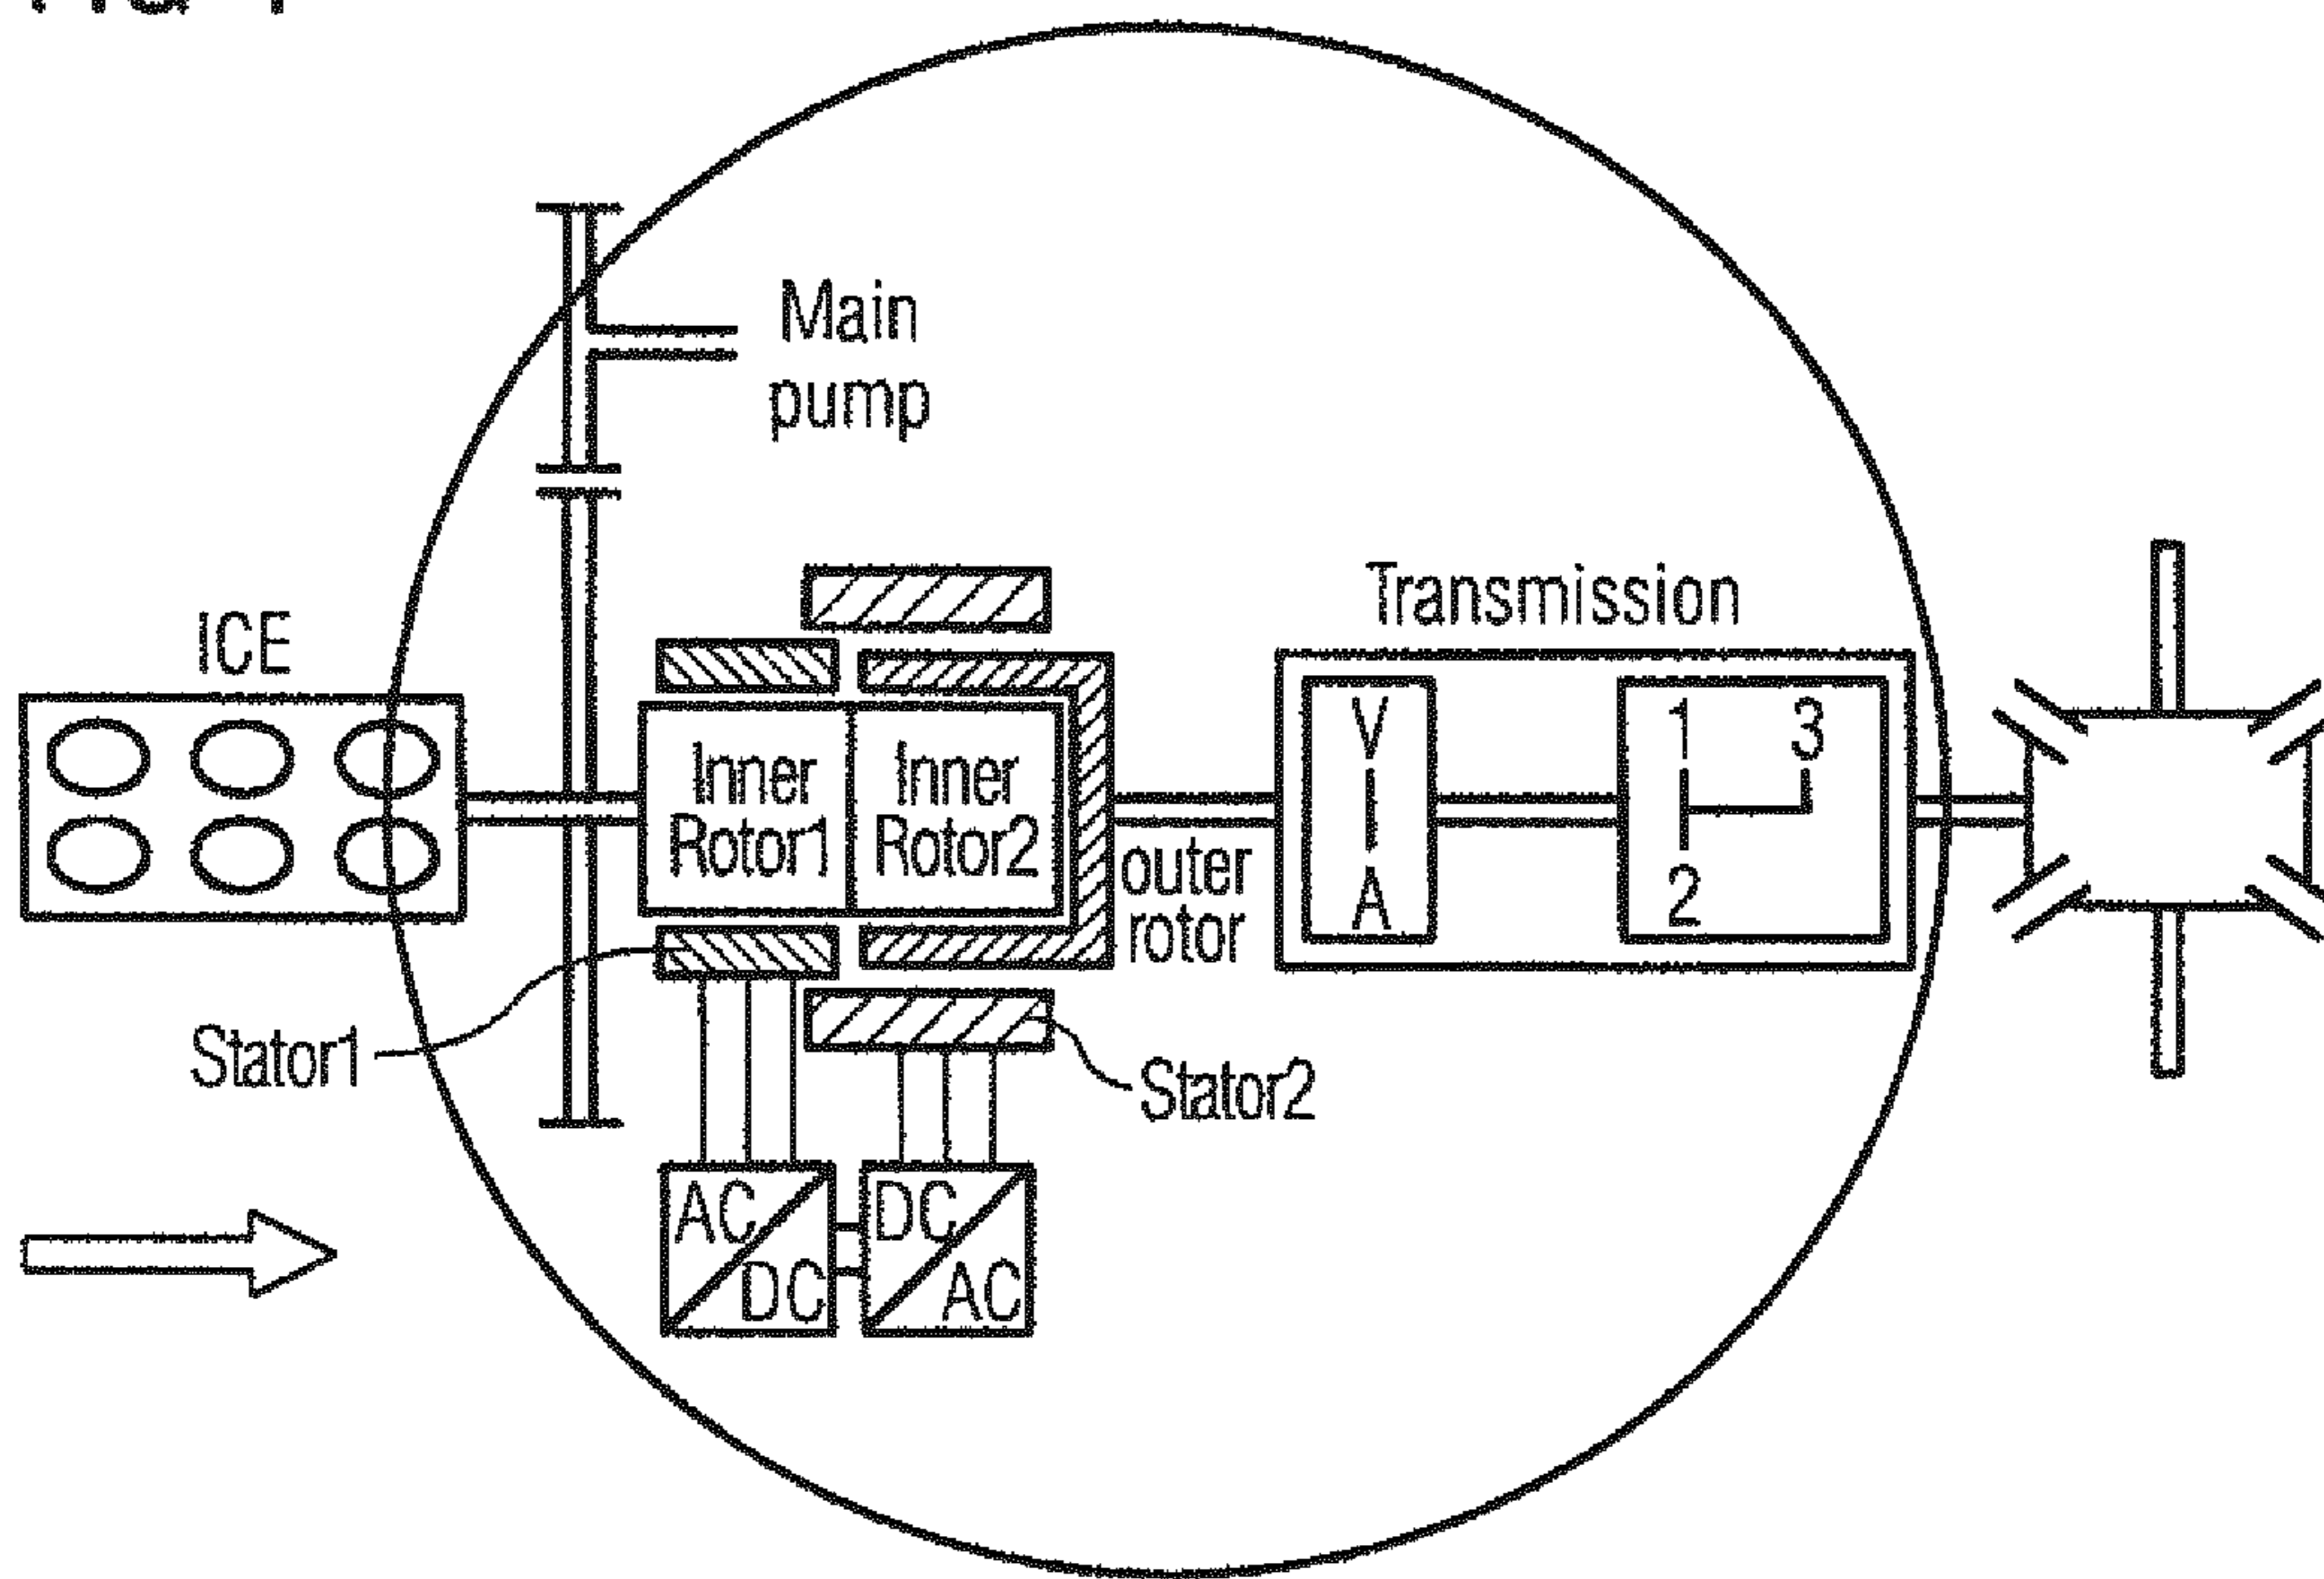 Main
pump
ICE
Transmission
Inner
Rotor1
Inner
Rotor2
outer
rotor
V
A
1 3
2
Stator1
Stator2
AC
DC
DC
AC